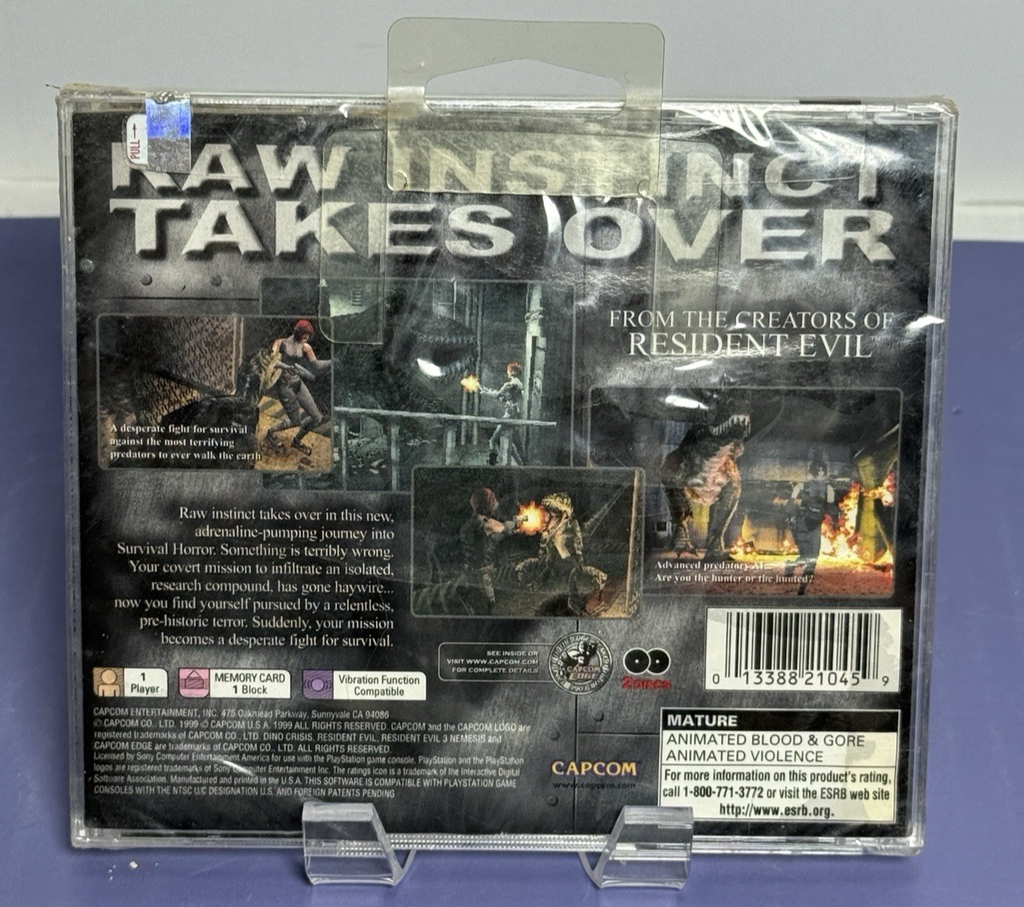 PULL→
RAW INSTINCT
TAKES OVER
FROM THE CREATORS OF
RESIDENT EVIL
A desperate fight for survival
against the most terrifying
predators to ever walk the earth
Advanced predatory A.I...
Are you the hunter or the hunted?
Raw instinct takes over in this new,
adrenaline-pumping journey into
Survival Horror. Something is terribly wrong.
Your covert mission to infiltrate an isolated,
research compound, has gone haywire...
now you find yourself pursued by a relentless,
pre-historic terror. Suddenly, your mission
becomes a desperate fight for survival.
SEE INSIDE OR
VISIT WWW.CAPCOM.COM
FOR COMPLETE DETAILS
CAPCOM
EDGE
2 DISCS
0 13388 21045 9
1
Player
MEMORY CARD
1 Block
Vibration Function
Compatible
CAPCOM ENTERTAINMENT, INC. 475 Oakmead Parkway, Sunnyvale CA 94086
© CAPCOM CO., LTD. 1999 © CAPCOM U.S.A. 1999 ALL RIGHTS RESERVED. CAPCOM and the CAPCOM LOGO are
registered trademarks of CAPCOM CO., LTD. DINO CRISIS, RESIDENT EVIL, RESIDENT EVIL 3 NEMESIS and
CAPCOM EDGE are trademarks of CAPCOM CO., LTD. ALL RIGHTS RESERVED.
Licensed by Sony Computer Entertainment America for use with the PlayStation game console. PlayStation and the PlayStation
logos are registered trademarks of Sony Computer Entertainment Inc. The ratings icon is a trademark of the Interactive Digital
Software Association. Manufactured and printed in the U.S.A. THIS SOFTWARE IS COMPATIBLE WITH PLAYSTATION GAME
CONSOLES WITH THE NTSC U/C DESIGNATION U.S. AND FOREIGN PATENTS PENDING
CAPCOM
www.capcom.com
MATURE
ANIMATED BLOOD & GORE
ANIMATED VIOLENCE
For more information on this product's rating,
call 1-800-771-3772 or visit the ESRB web site
http://www.esrb.org.